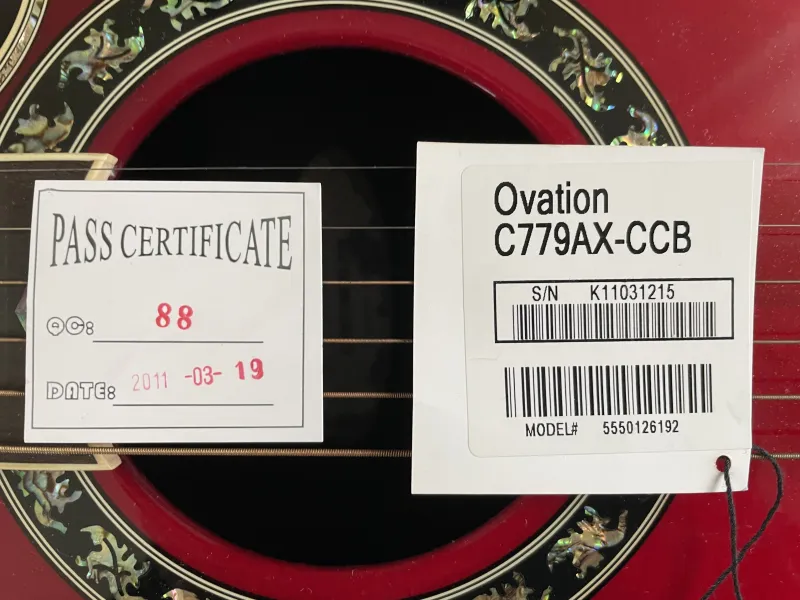 PASS CERTIFICATE
QC: 88
DATE: 2011 -03- 19
Ovation
C779AX-CCB
S/N K11031215
MODEL# 5550126192